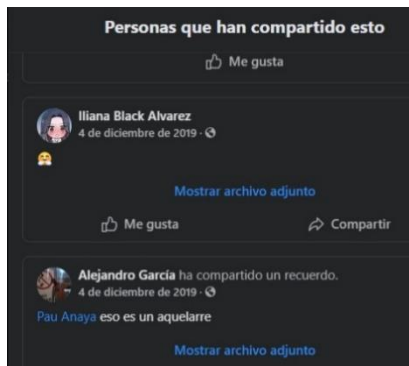 Personas que han compartido esto
Me gusta
Iliana Black Alvarez
4 de diciembre de 2019 ·
Mostrar archivo adjunto
Me gusta
Compartir
Alejandro García ha compartido un recuerdo.
4 de diciembre de 2019 ·
Pau Anaya eso es un aquelarre
Mostrar archivo adjunto